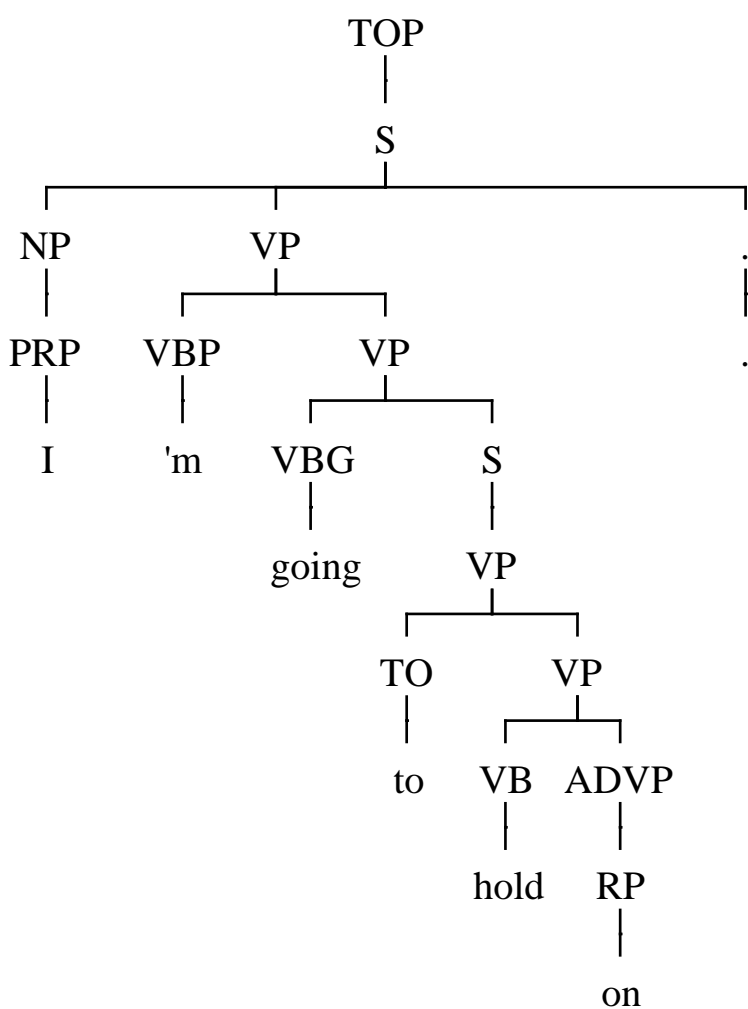 TOP
S
NP VP .
PRP VBP VP .
I 'm VBG S
going VP
TO VP
to VB ADVP
hold RP
on